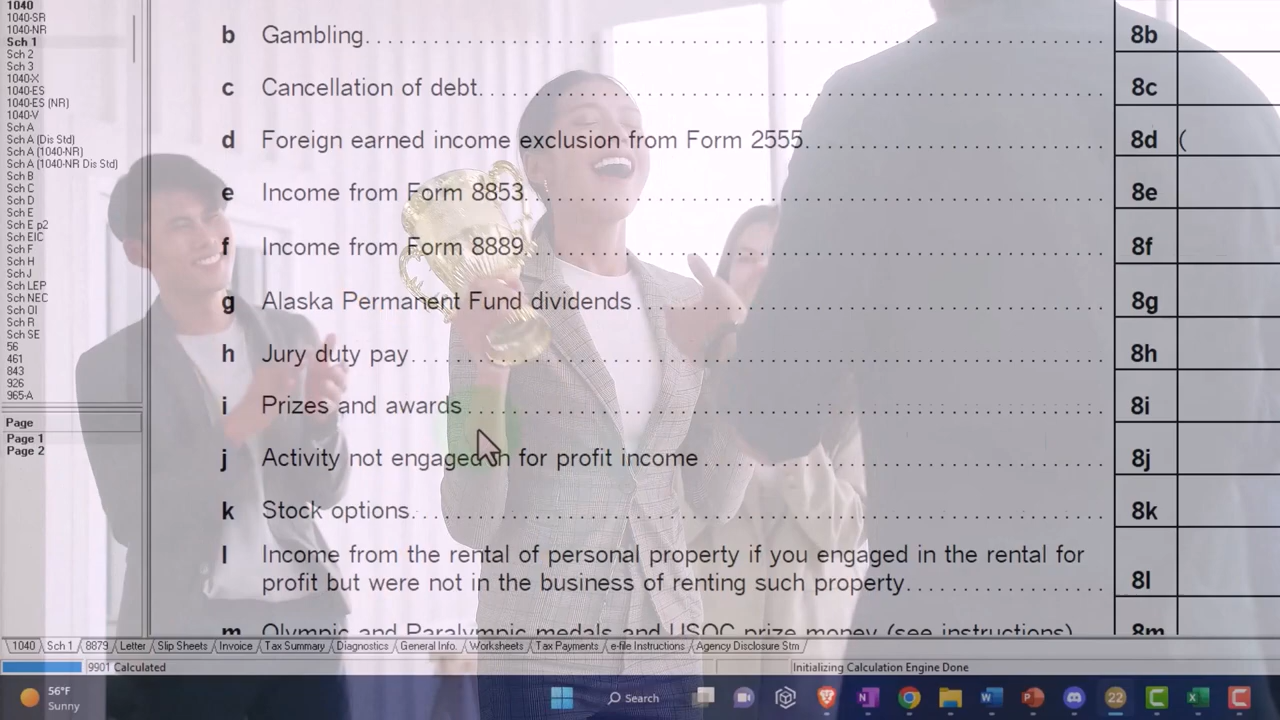 1040
1040-SR
1040-NR
Sch 1
Sch 2
Sch 3
1040-X
1040-ES
1040-ES (NR)
1040-V
Sch A
Sch A (Dis Std)
Sch A (1040-NR)
Sch A (1040-NR Dis Std)
Sch B
Sch C
Sch D
Sch E
Sch E p2
Sch EIC
Sch F
Sch H
Sch J
Sch LEP
Sch NEC
Sch OI
Sch R
Sch SE
56
461
843
926
965-A
Page
Page 1
Page 2
b Gambling 8b
c Cancellation of debt 8c
d Foreign earned income exclusion from Form 2555 8d (
e Income from Form 8853 8e
f Income from Form 8889 8f
g Alaska Permanent Fund dividends 8g
h Jury duty pay 8h
i Prizes and awards 8i
j Activity not engaged in for profit income 8j
k Stock options 8k
l Income from the rental of personal property if you engaged in the rental for
profit but were not in the business of renting such property 8l
m Olympic and Paralympic medals and USOC prize money (see instructions) 8m
1040 Sch 1 8879 Letter Slip Sheets Invoice Tax Summary Diagnostics General Info. Worksheets Tax Payments e-file Instructions Agency Disclosure Stm
9901 Calculated Initializing Calculation Engine Done
56°F
Sunny
Search
22